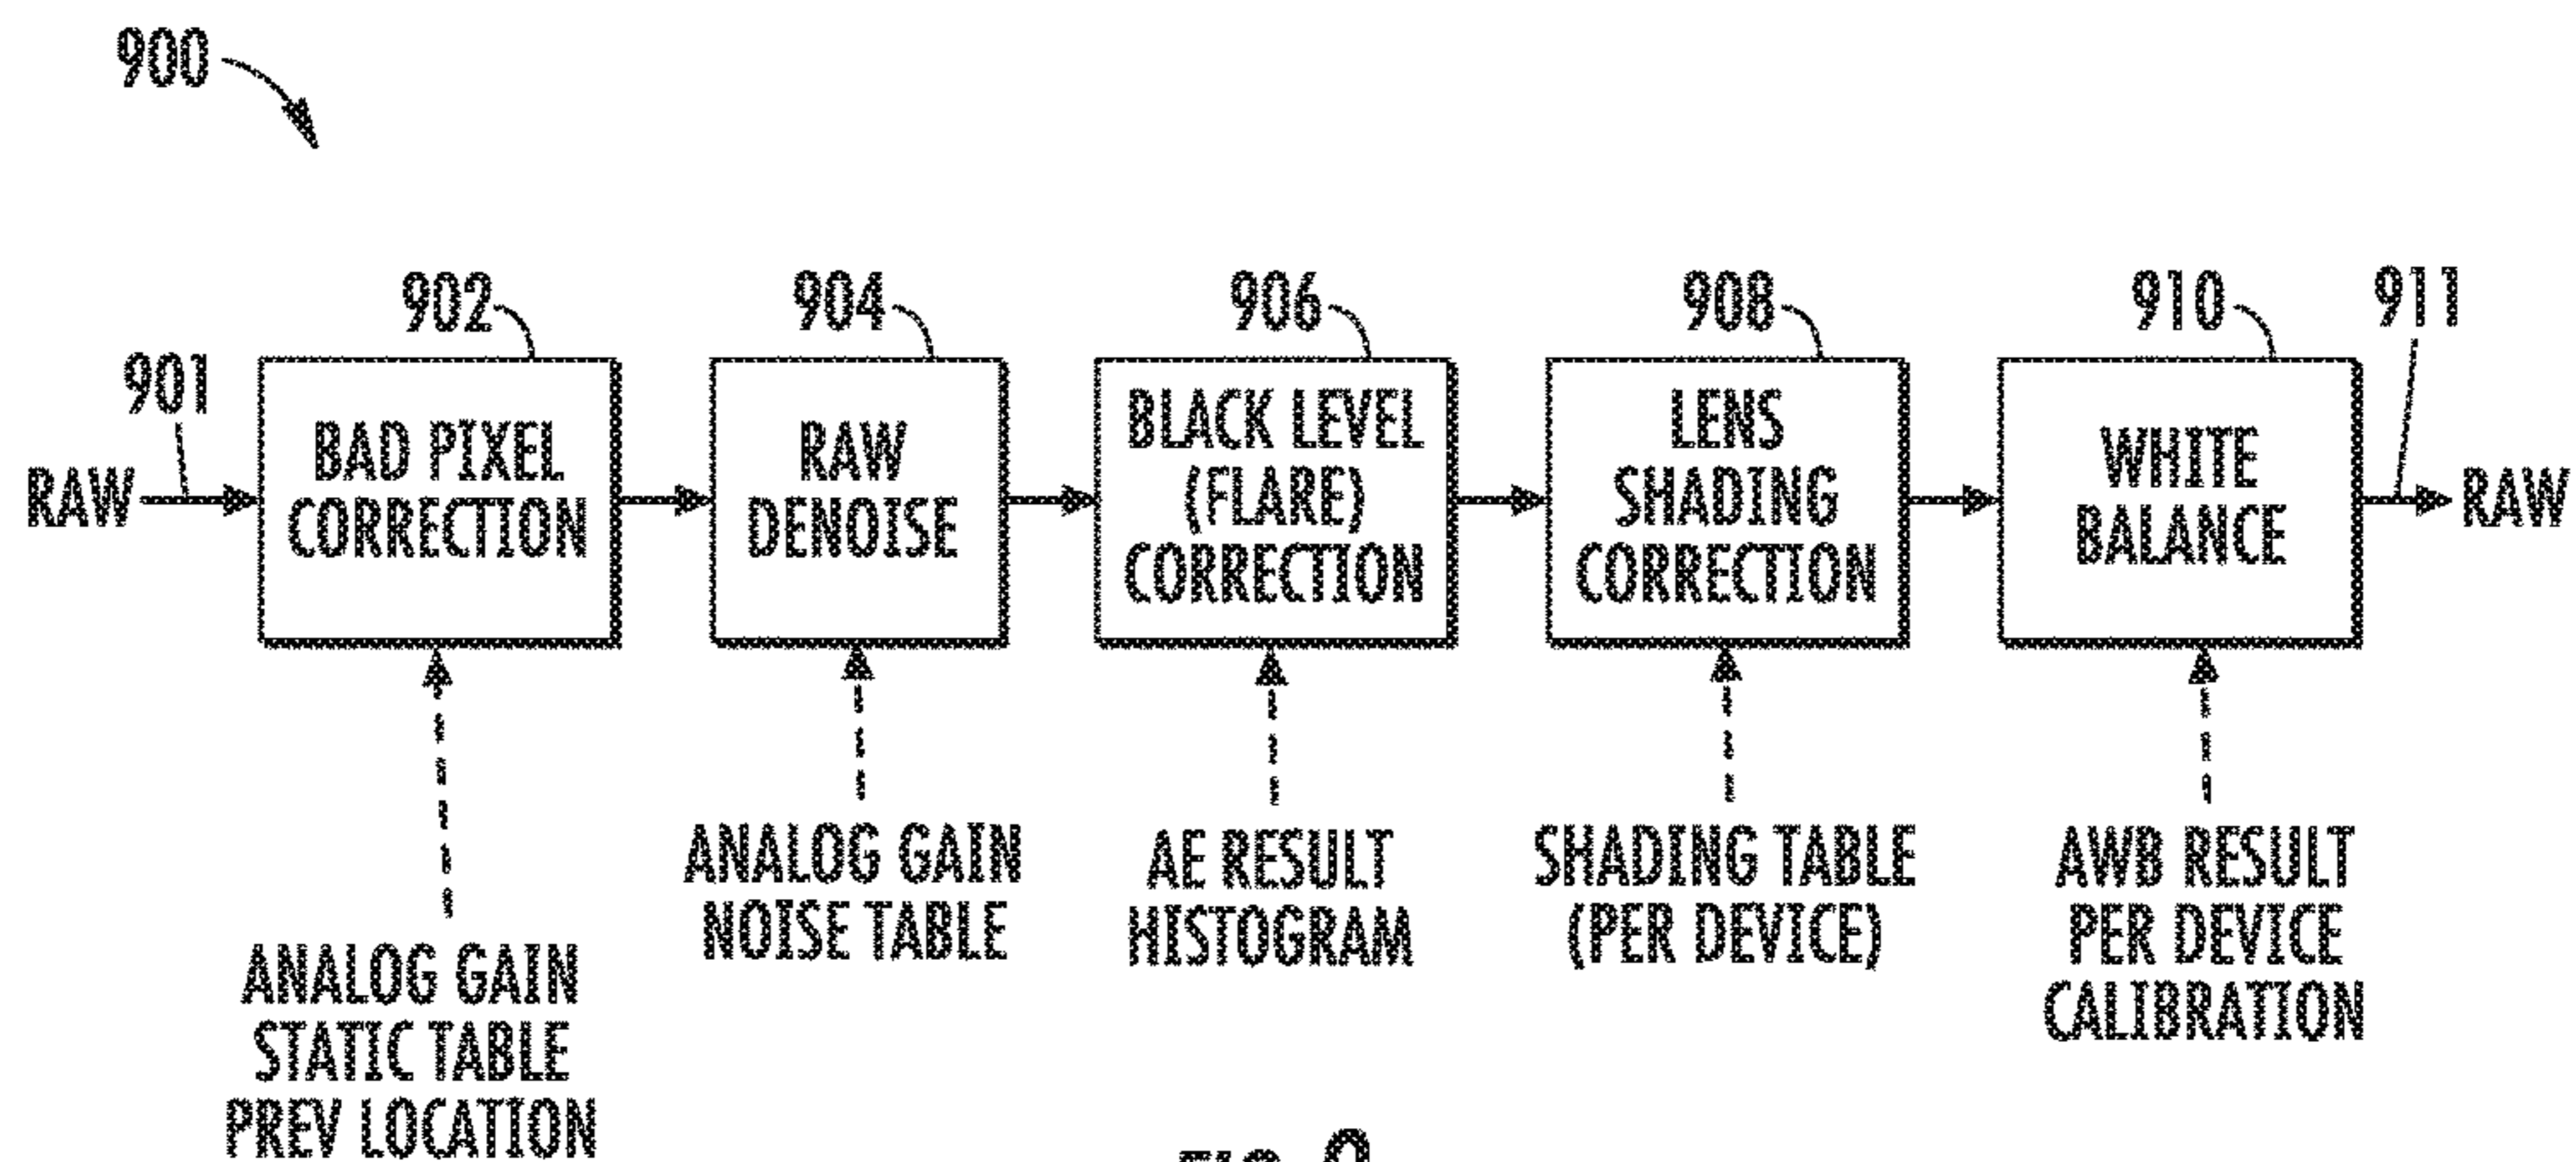 900
902
904
906
908
910
911
901
RAW
BAD PIXEL
CORRECTION
RAW
DENOISE
BLACK LEVEL
(FLARE)
CORRECTION
LENS
SHADING
CORRECTION
WHITE
BALANCE
RAW
ANALOG GAIN
STATIC TABLE
PREV LOCATION
ANALOG GAIN
NOISE TABLE
AE RESULT
HISTOGRAM
SHADING TABLE
(PER DEVICE)
AWB RESULT
PER DEVICE
CALIBRATION